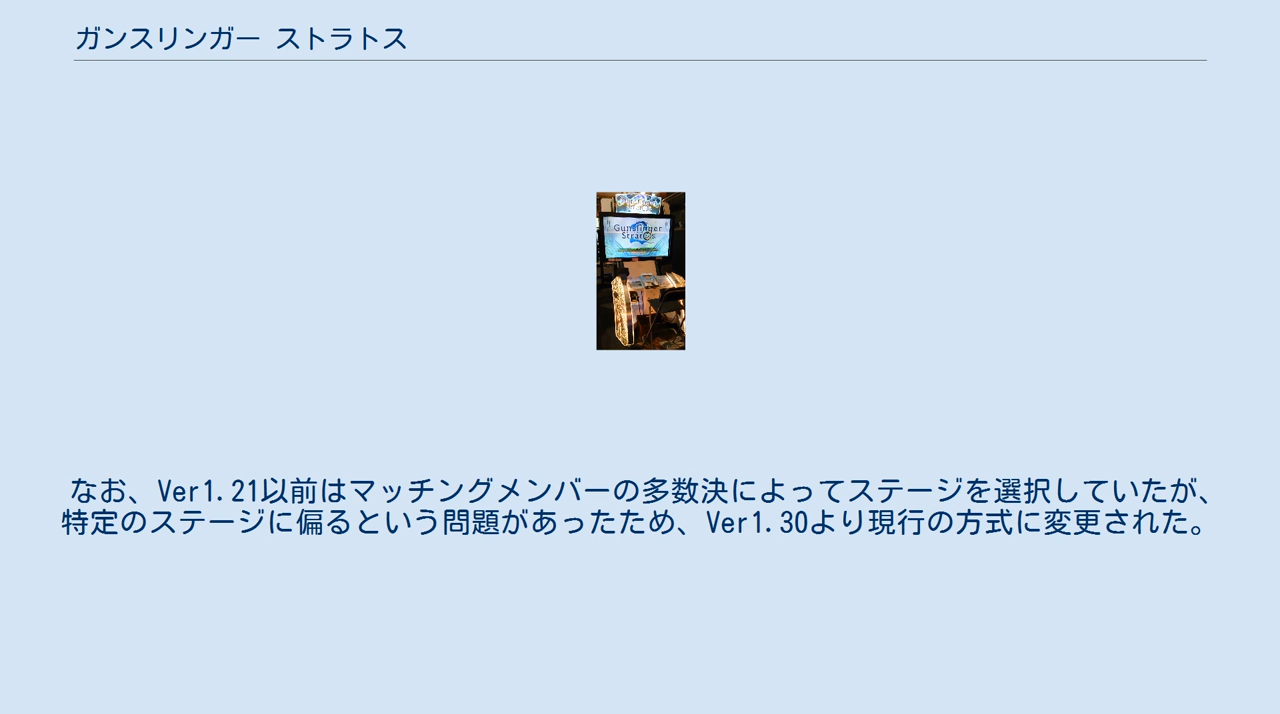 ガンスリンガー ストラトス
Gunslinger
Stratos
なお、Ver1.21以前はマッチングメンバーの多数決によってステージを選択していたが、
特定のステージに偏るという問題があったため、Ver1.30より現行の方式に変更された。